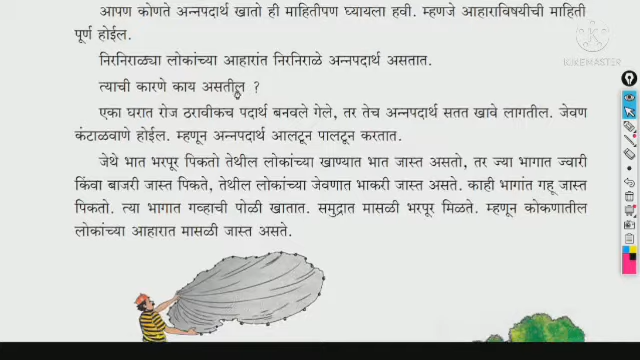 आपण कोणते अन्नपदार्थ खातो ही माहितीपण घ्यायला हवी. म्हणजे आहाराविषयीची माहिती
पूर्ण होईल.
निरनिराळ्या लोकांच्या आहारांत निरनिराळे अन्नपदार्थ असतात.
त्याची कारणे काय असतील ?
एका घरात रोज ठरावीकच पदार्थ बनवले गेले, तर तेच अन्नपदार्थ सतत खावे लागतील. जेवण
कंटाळवाणे होईल. म्हणून अन्नपदार्थ आलटून पालटून करतात.
जेथे भात भरपूर पिकतो तेथील लोकांच्या खाण्यात भात जास्त असतो, तर ज्या भागात ज्वारी
किंवा बाजरी जास्त पिकते, तेथील लोकांच्या जेवणात भाकरी जास्त असते. काही भागांत गहू जास्त
पिकतो. त्या भागात गव्हाची पोळी खातात. समुद्रात मासळी भरपूर मिळते. म्हणून कोकणातील
लोकांच्या आहारात मासळी जास्त असते.
KINEMASTER